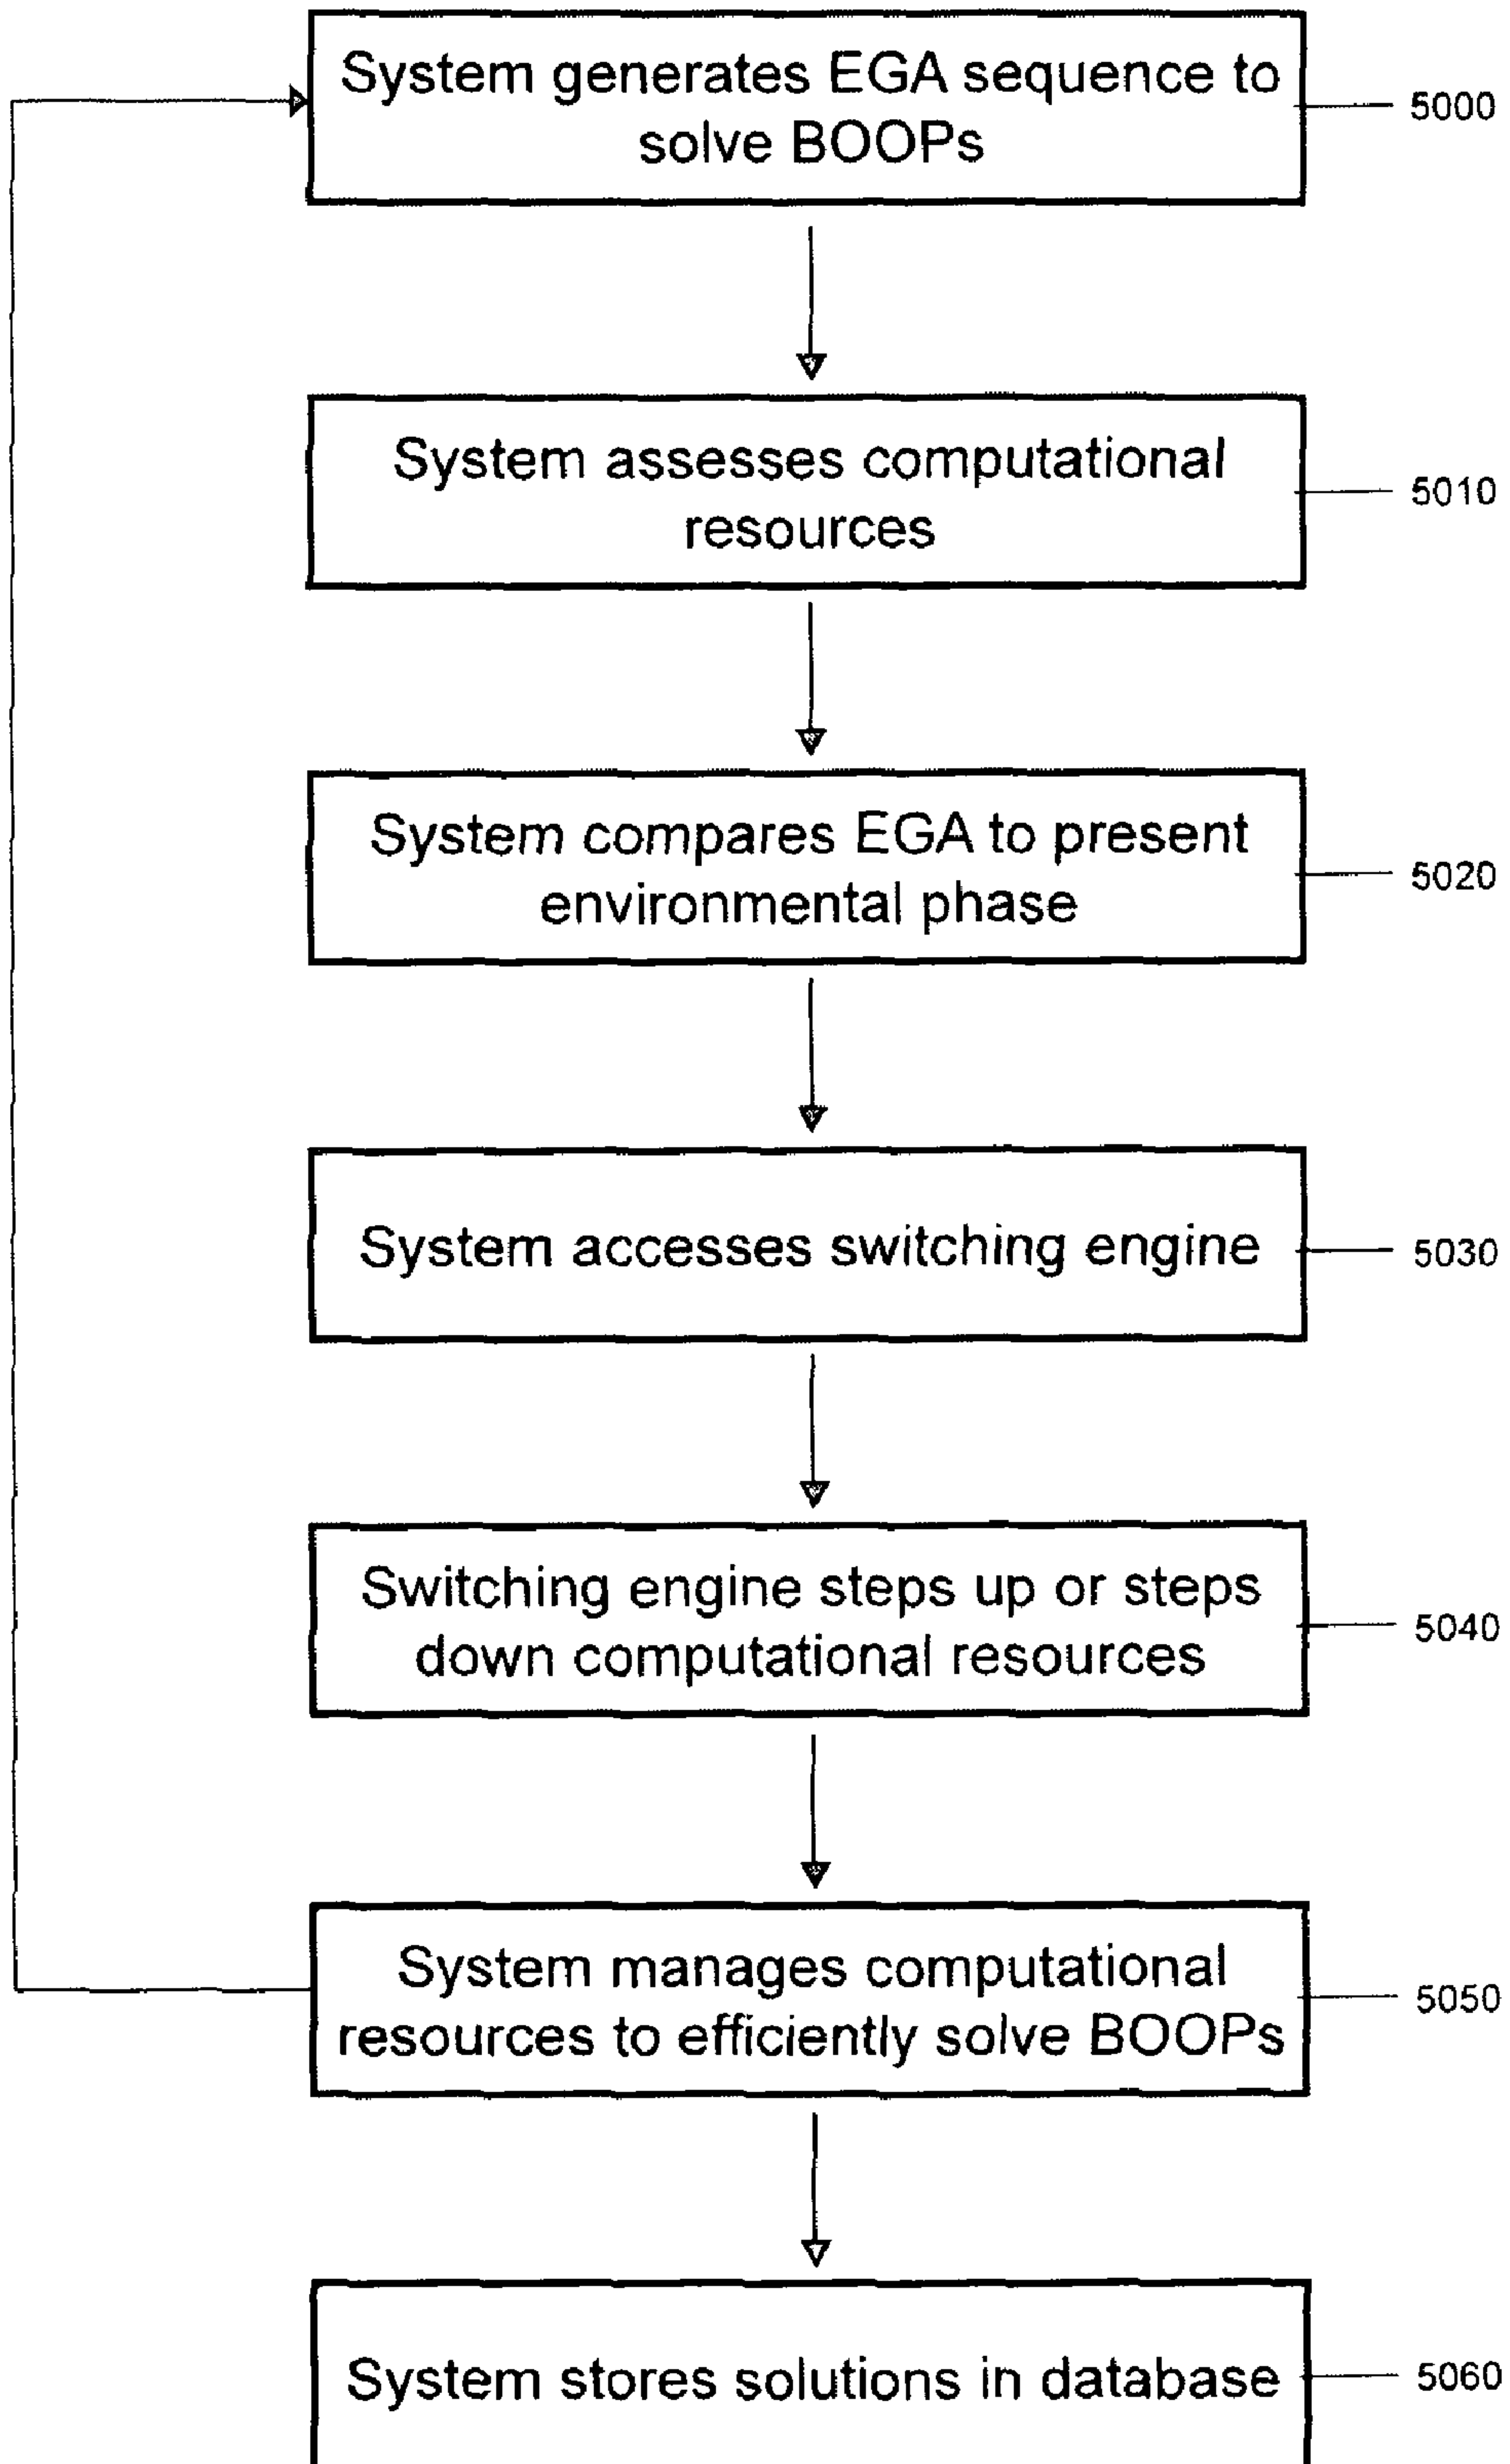 System generates EGA sequence to
solve BOOPs
5000
System assesses computational
resources
5010
System compares EGA to present
environmental phase
5020
System accesses switching engine
5030
Switching engine steps up or steps
down computational resources
5040
System manages computational
resources to efficiently solve BOOPs
5050
System stores solutions in database
5060